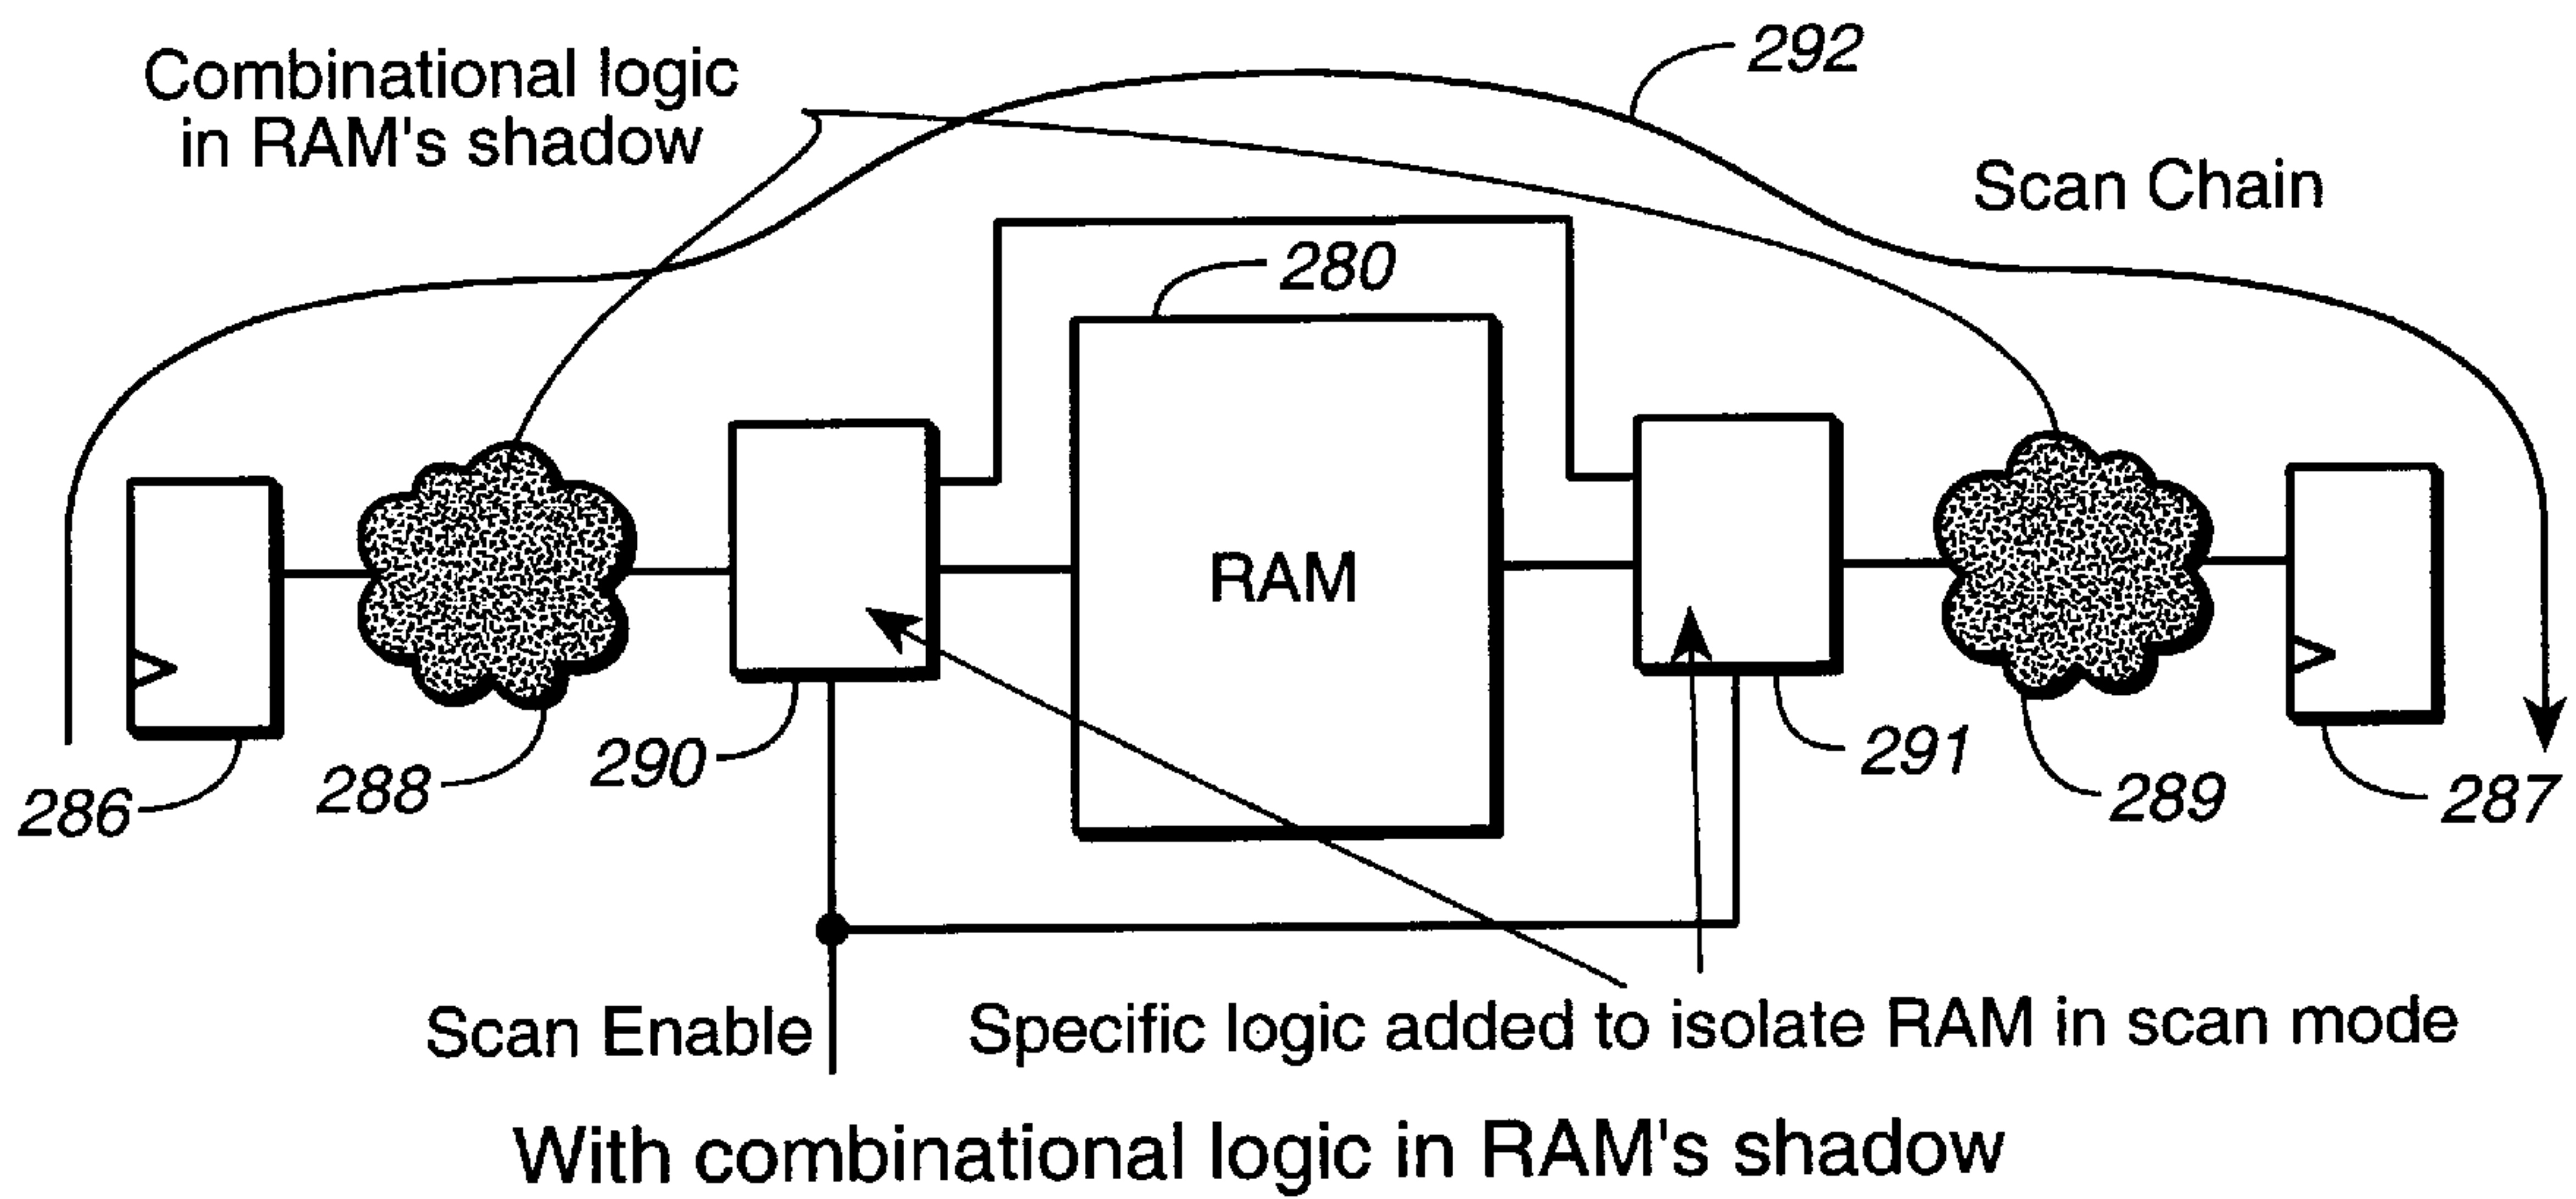 292
Combinational logic
in RAM's shadow
Scan Chain
280
RAM
286
288
290
291
289
287
Scan Enable
Specific logic added to isolate RAM in scan mode
With combinational logic in RAM's shadow